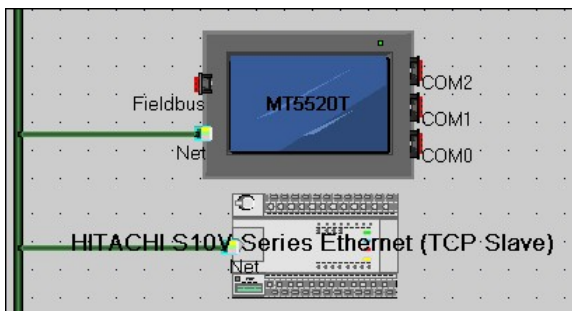 COM2
Fieldbus
MT5520T
COM1
Net
COM0
HITACHI S10V Series Ethernet (TCP Slave)
Net